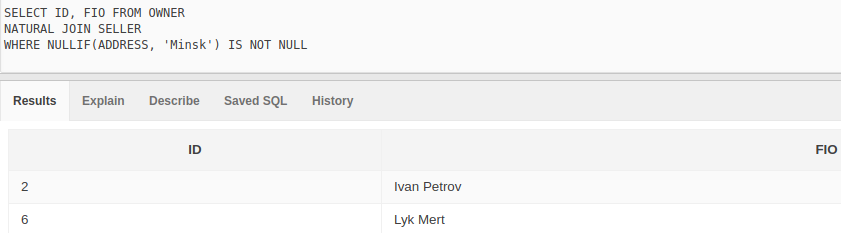 SELECT ID, FIO FROM OWNER
NATURAL JOIN SELLER
WHERE NULLIF(ADDRESS, 'Minsk') IS NOT NULL
Results Explain Describe Saved SQL History
ID FIO
2 Ivan Petrov
6 Lyk Mert